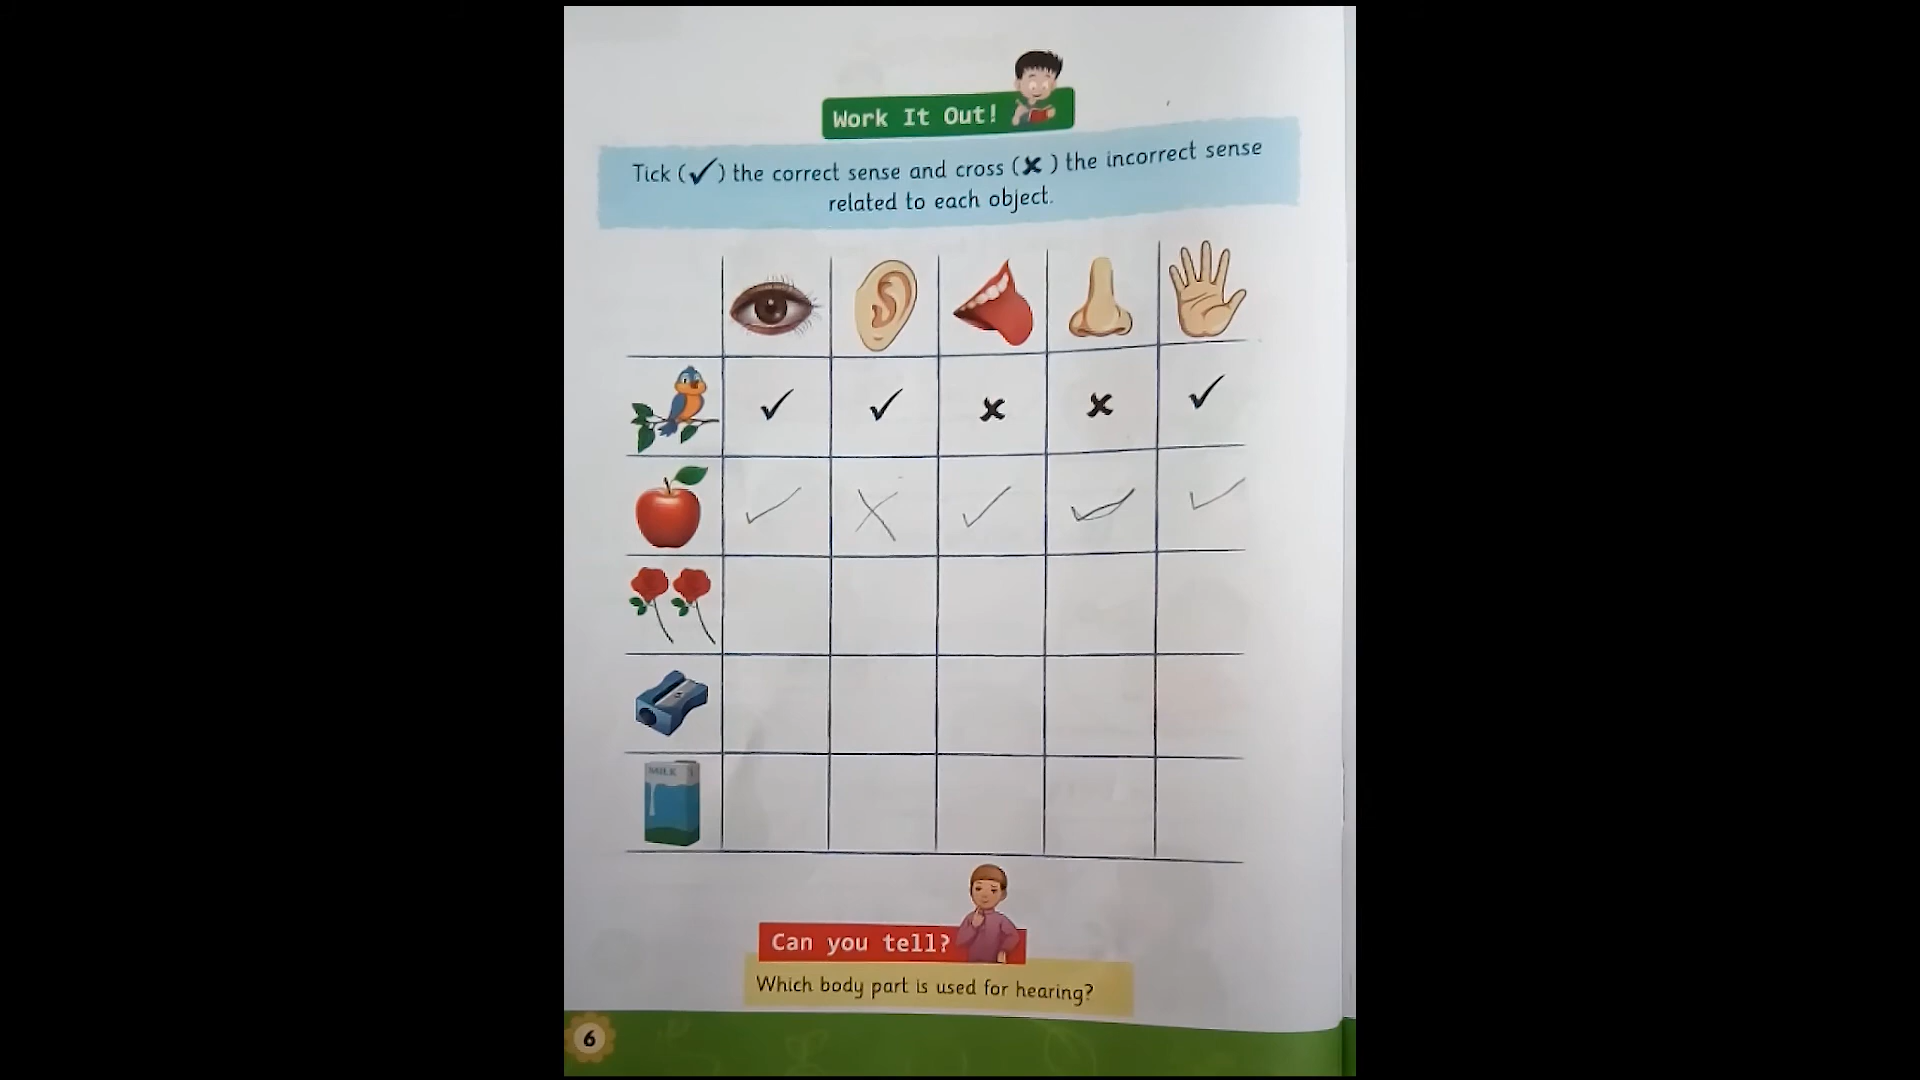 Work It Out!
Tick (✓) the correct sense and cross (✗) the incorrect sense
related to each object.
✓ ✓ ✗ ✗ ✓
✓ ✗ ✓ ✓ ✓
MILK
Can you tell?
Which body part is used for hearing?
6